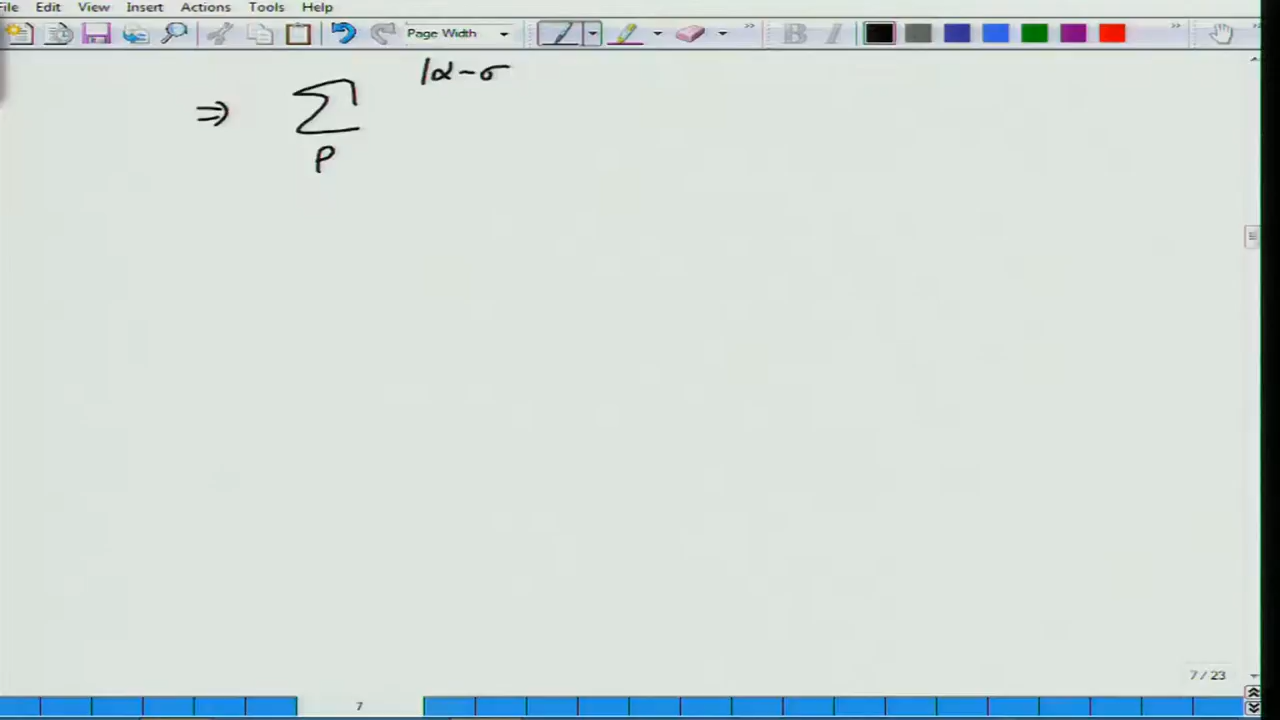 File Edit View Insert Actions Tools Help
Page Width
B I
|α-σ
⇒ Σ
p
7 / 23
7